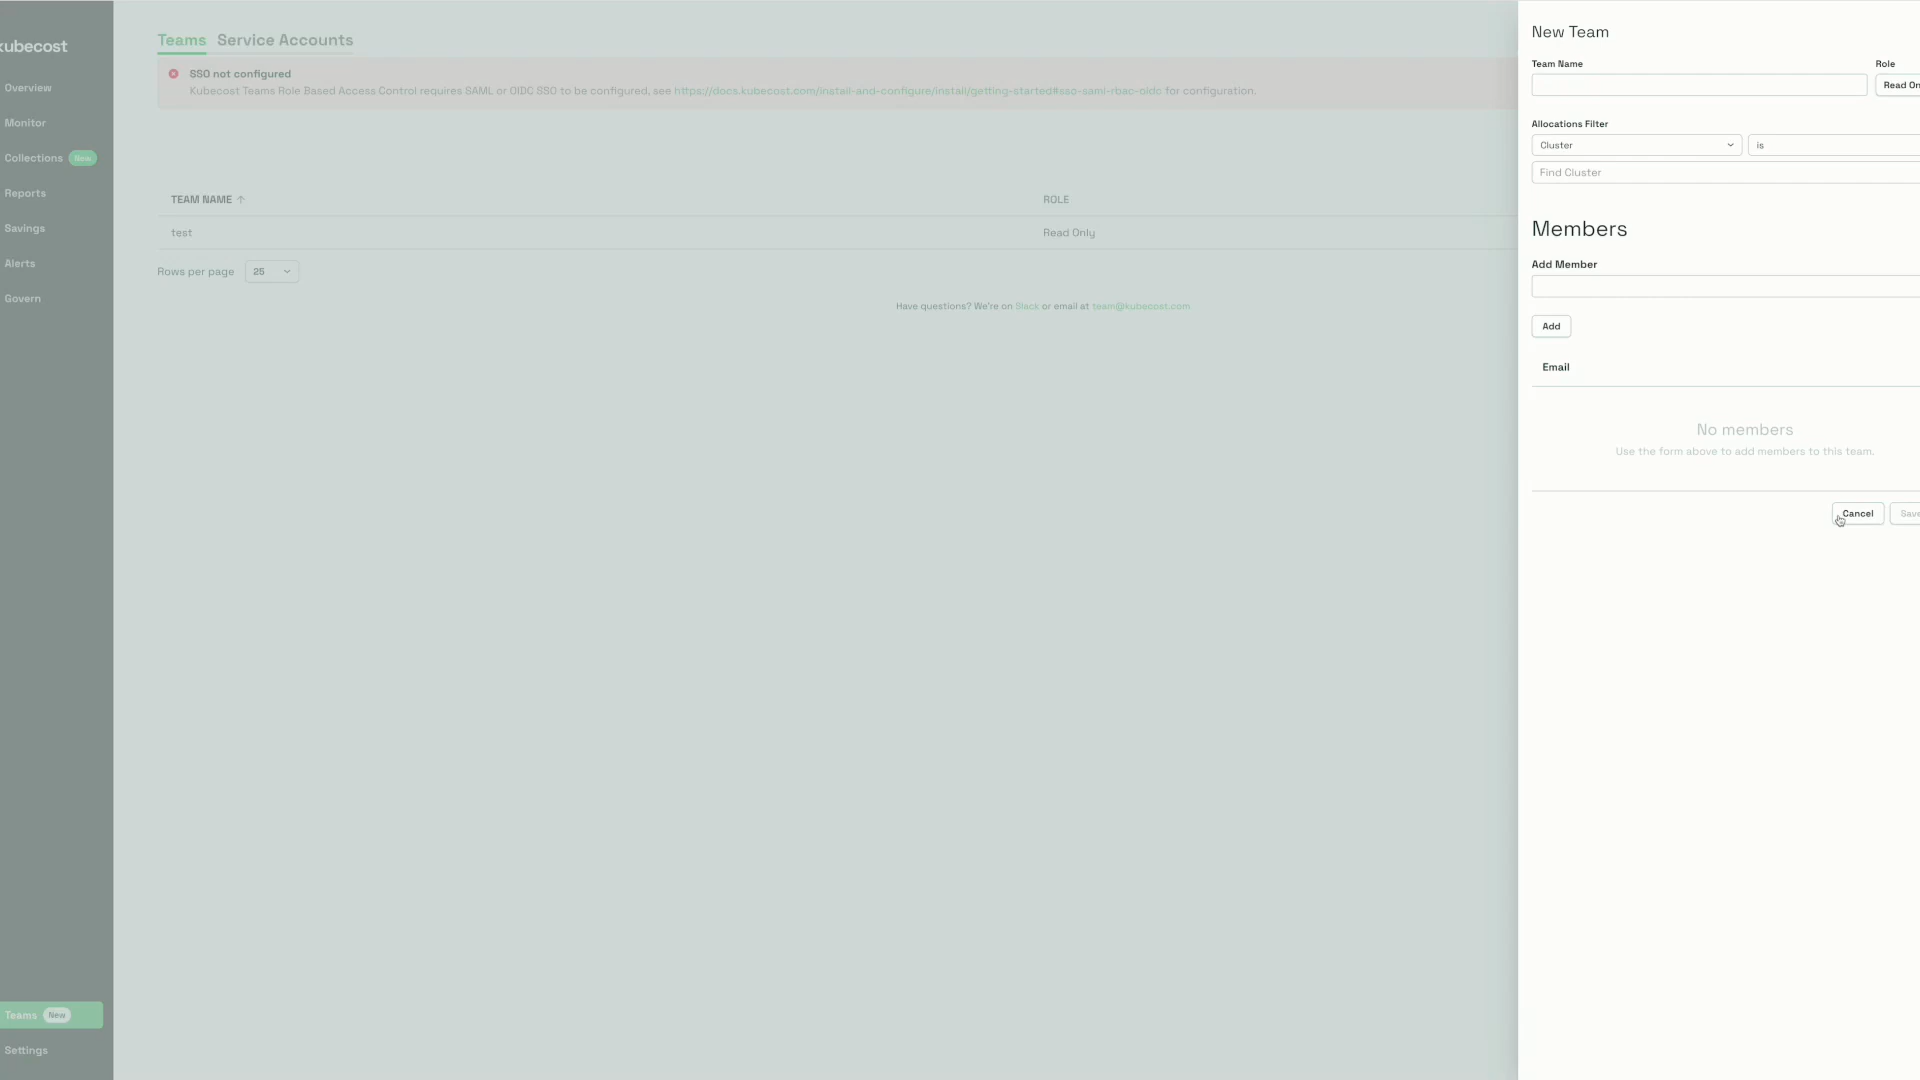 kubecost
Overview
Monitor
Collections New
Reports
Savings
Alerts
Govern
Teams New
Settings
Teams Service Accounts
SSO not configured
Kubecost Teams Role Based Access Control requires SAML or OIDC SSO to be configured, see https://docs.kubecost.com/install-and-configure/install/getting-started#sso-saml-rbac-oidc for configuration.
TEAM NAME ROLE
test Read Only
Rows per page 25
Have questions? We're on Slack or email at team@kubecost.com
New Team
Team Name Role
Read On
Allocations Filter
Cluster is
Find Cluster
Members
Add Member
Add
Email
No members
Use the form above to add members to this team.
Cancel Save